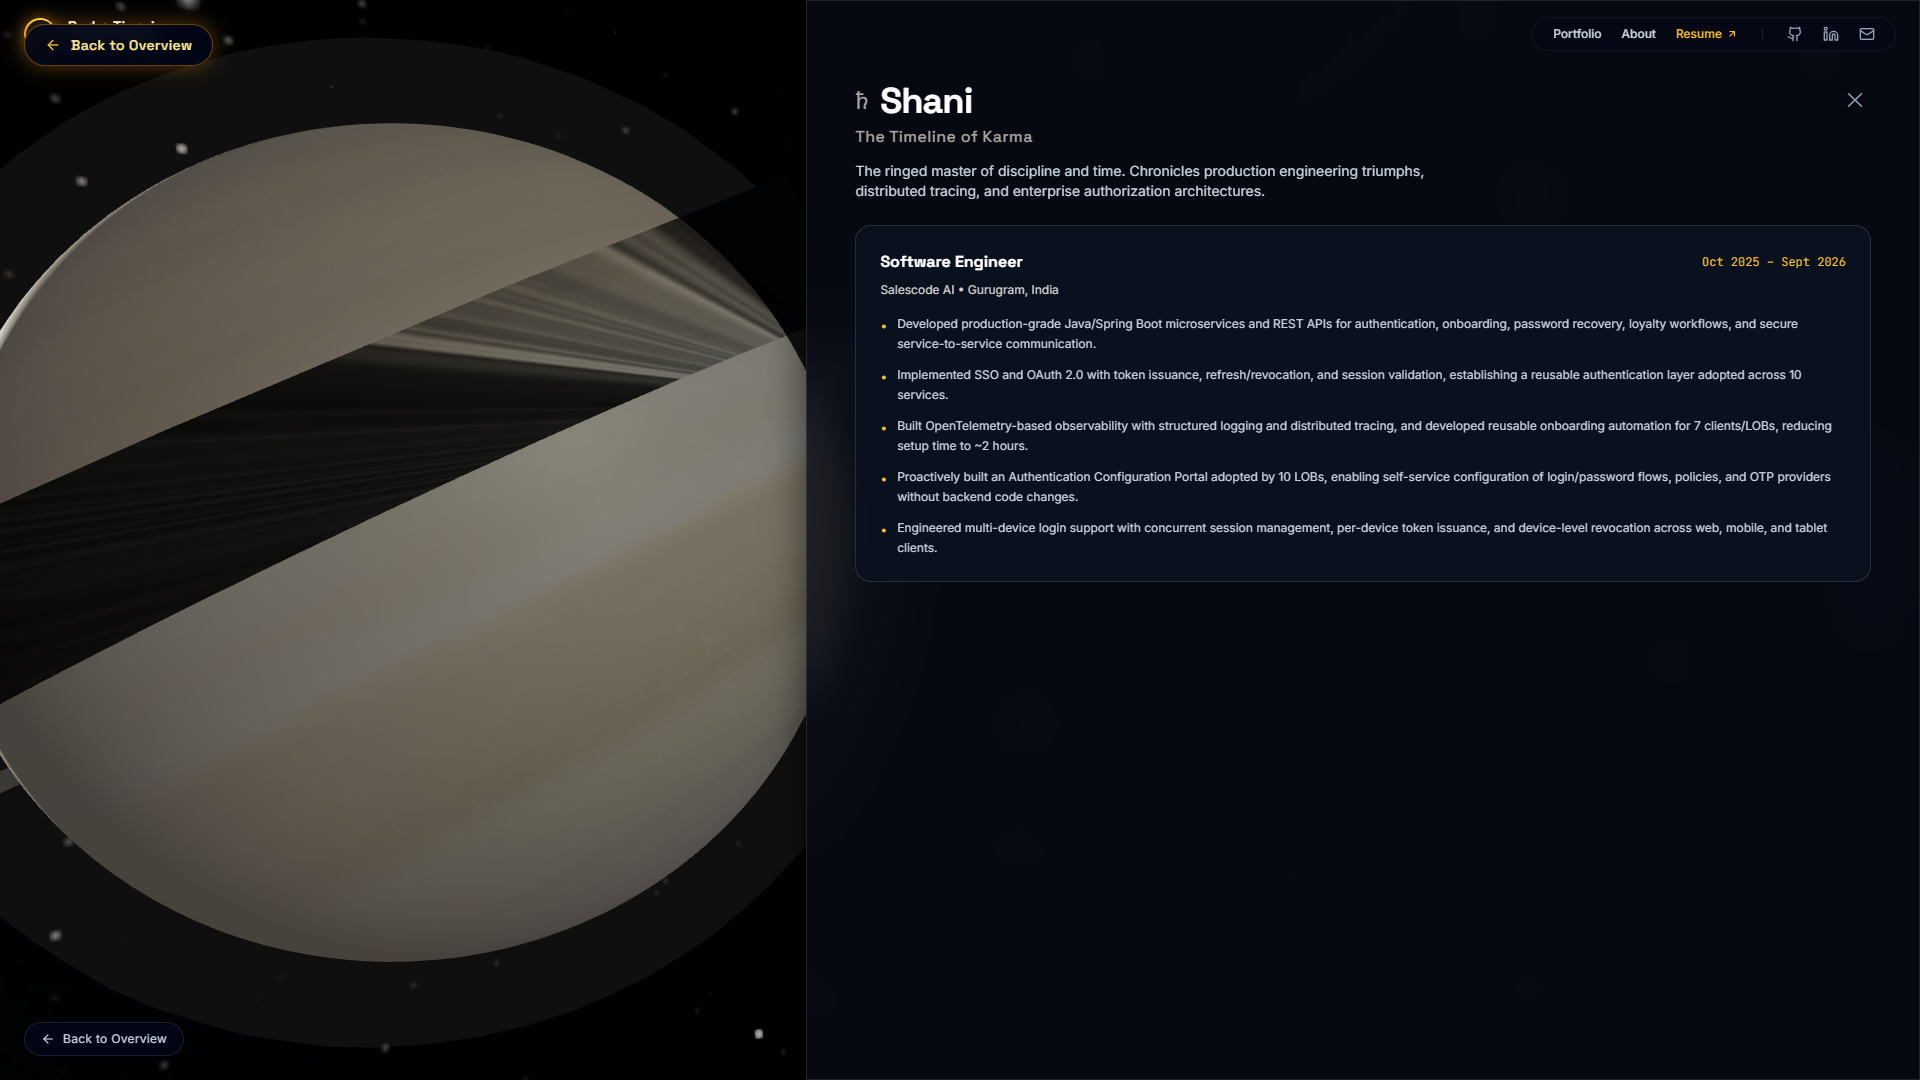 Back to Overview
Portfolio
About
Resume
ħ Shani
The Timeline of Karma
The ringed master of discipline and time. Chronicles production engineering triumphs,
distributed tracing, and enterprise authorization architectures.
Software Engineer
Oct 2025 – Sept 2026
Salescode AI • Gurugram, India
• Developed production-grade Java/Spring Boot microservices and REST APIs for authentication, onboarding, password recovery, loyalty workflows, and secure
service-to-service communication.
• Implemented SSO and OAuth 2.0 with token issuance, refresh/revocation, and session validation, establishing a reusable authentication layer adopted across 10
services.
• Built OpenTelemetry-based observability with structured logging and distributed tracing, and developed reusable onboarding automation for 7 clients/LOBs, reducing
setup time to ~2 hours.
• Proactively built an Authentication Configuration Portal adopted by 10 LOBs, enabling self-service configuration of login/password flows, policies, and OTP providers
without backend code changes.
• Engineered multi-device login support with concurrent session management, per-device token issuance, and device-level revocation across web, mobile, and tablet
clients.
Back to Overview